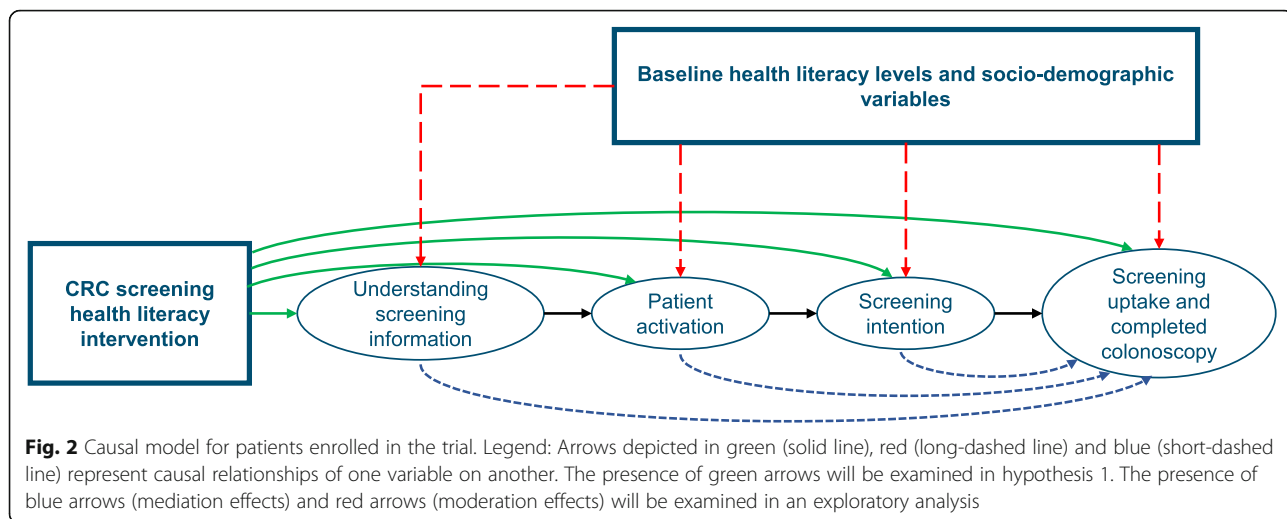 Baseline health literacy levels and socio-demographic
variables
CRC screening
health literacy
intervention
Understanding
screening
information
Patient
activation
Screening
intention
Screening
uptake and
completed
colonoscopy
Fig. 2 Causal model for patients enrolled in the trial. Legend: Arrows depicted in green (solid line), red (long-dashed line) and blue (short-dashed
line) represent causal relationships of one variable on another. The presence of green arrows will be examined in hypothesis 1. The presence of
blue arrows (mediation effects) and red arrows (moderation effects) will be examined in an exploratory analysis